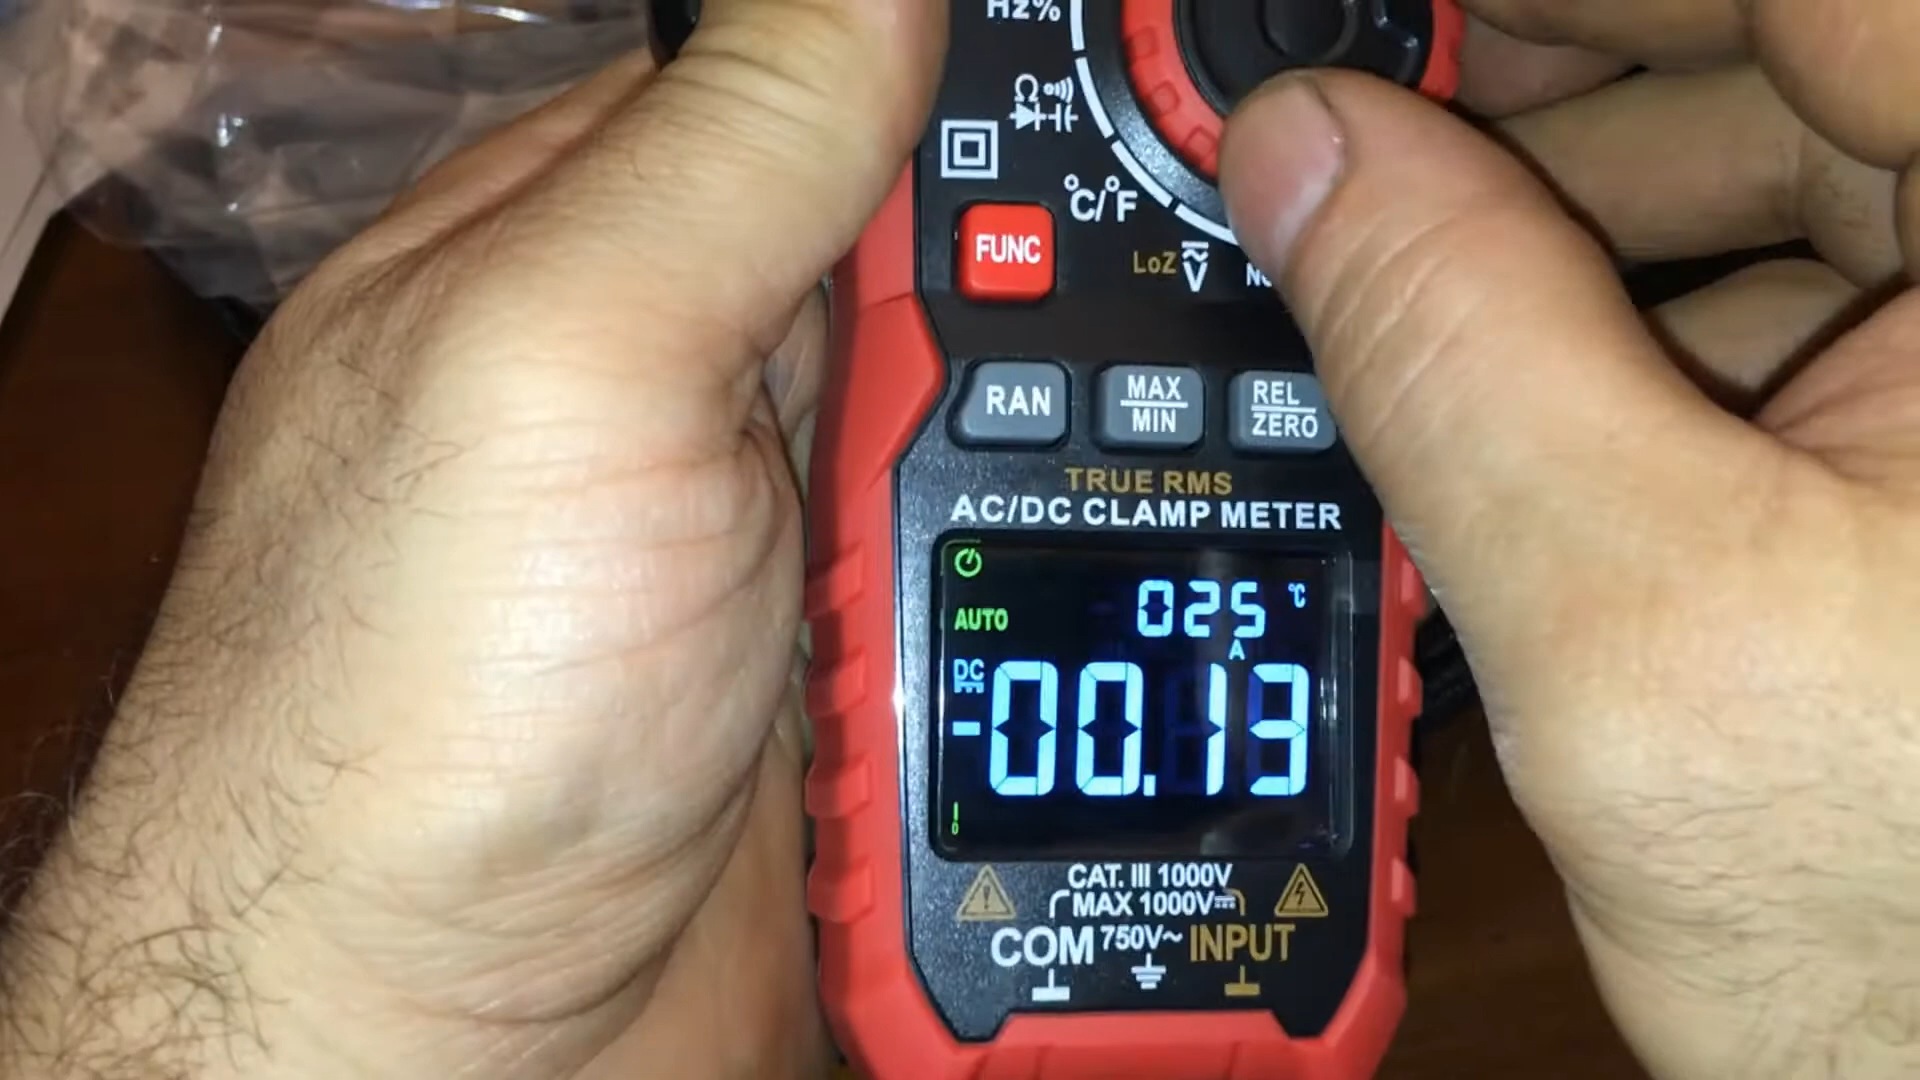 Hz%
Ω
°C/°F
FUNC
LoZ V
RAN
MAX
MIN
REL
ZERO
TRUE RMS
AC/DC CLAMP METER
025 °C
AUTO
A
DC
-00.13
0
CAT. III 1000V
MAX 1000V
COM 750V~ INPUT